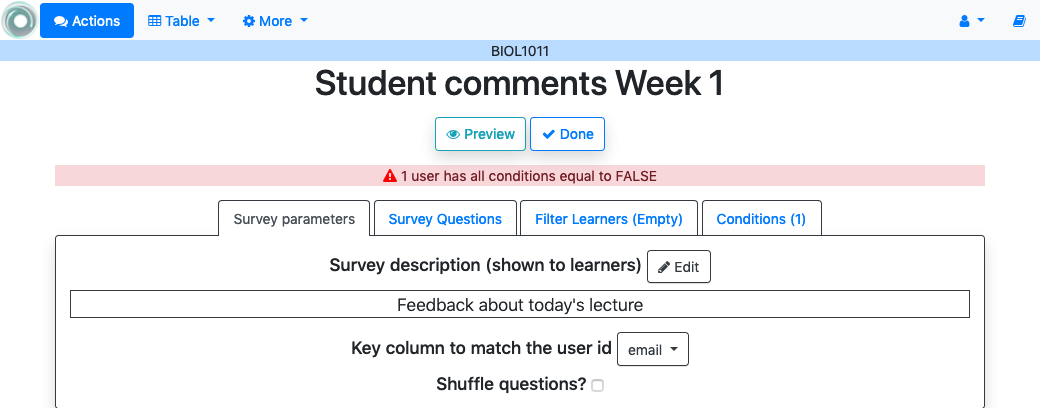 Actions Table More
BIOL1011
Student comments Week 1
Preview Done
1 user has all conditions equal to FALSE
Survey parameters Survey Questions Filter Learners (Empty) Conditions (1)
Survey description (shown to learners) Edit
Feedback about today's lecture
Key column to match the user id email
Shuffle questions?